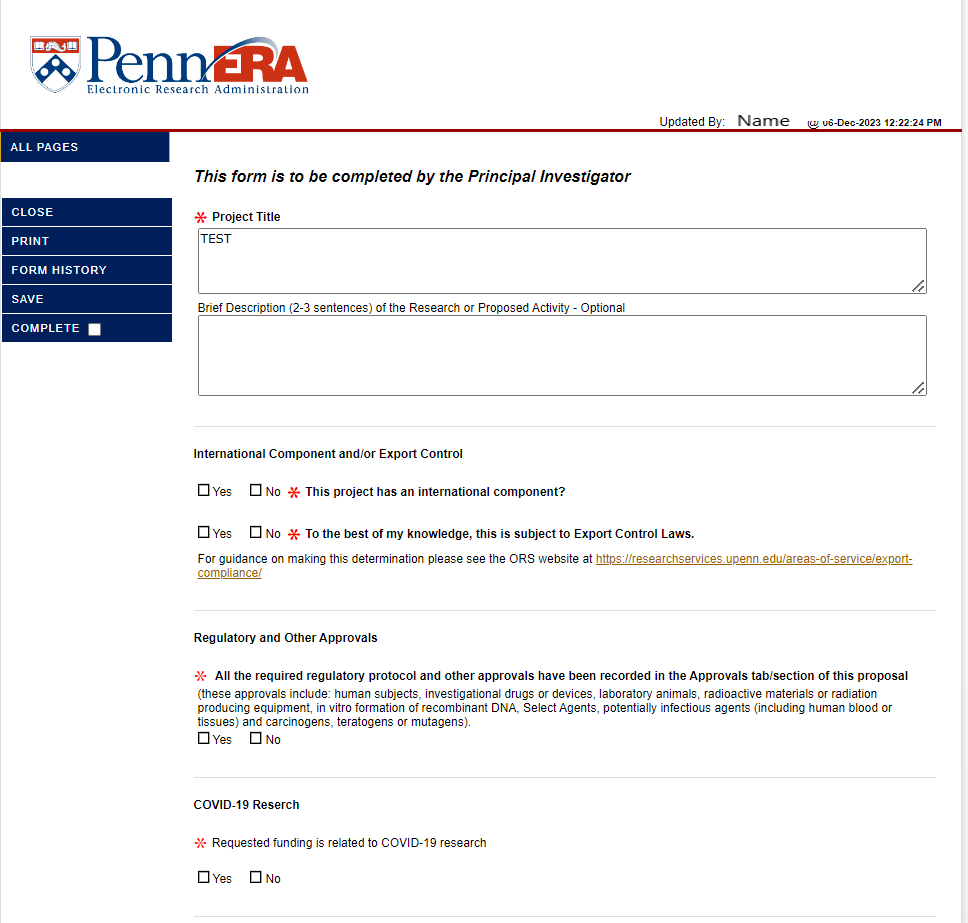 PennERA
Electronic Research Administration
Updated By: Name @ 06-Dec-2023 12:22:24 PM
ALL PAGES
CLOSE
PRINT
FORM HISTORY
SAVE
COMPLETE
This form is to be completed by the Principal Investigator
* Project Title
TEST
Brief Description (2-3 sentences) of the Research or Proposed Activity - Optional
International Component and/or Export Control
Yes No * This project has an international component?
Yes No * To the best of my knowledge, this is subject to Export Control Laws.
For guidance on making this determination please see the ORS website at https://researchservices.upenn.edu/areas-of-service/export-
compliance/
Regulatory and Other Approvals
* All the required regulatory protocol and other approvals have been recorded in the Approvals tab/section of this proposal
(these approvals include: human subjects, investigational drugs or devices, laboratory animals, radioactive materials or radiation
producing equipment, in vitro formation of recombinant DNA, Select Agents, potentially infectious agents (including human blood or
tissues) and carcinogens, teratogens or mutagens).
Yes No
COVID-19 Reserch
* Requested funding is related to COVID-19 research
Yes No